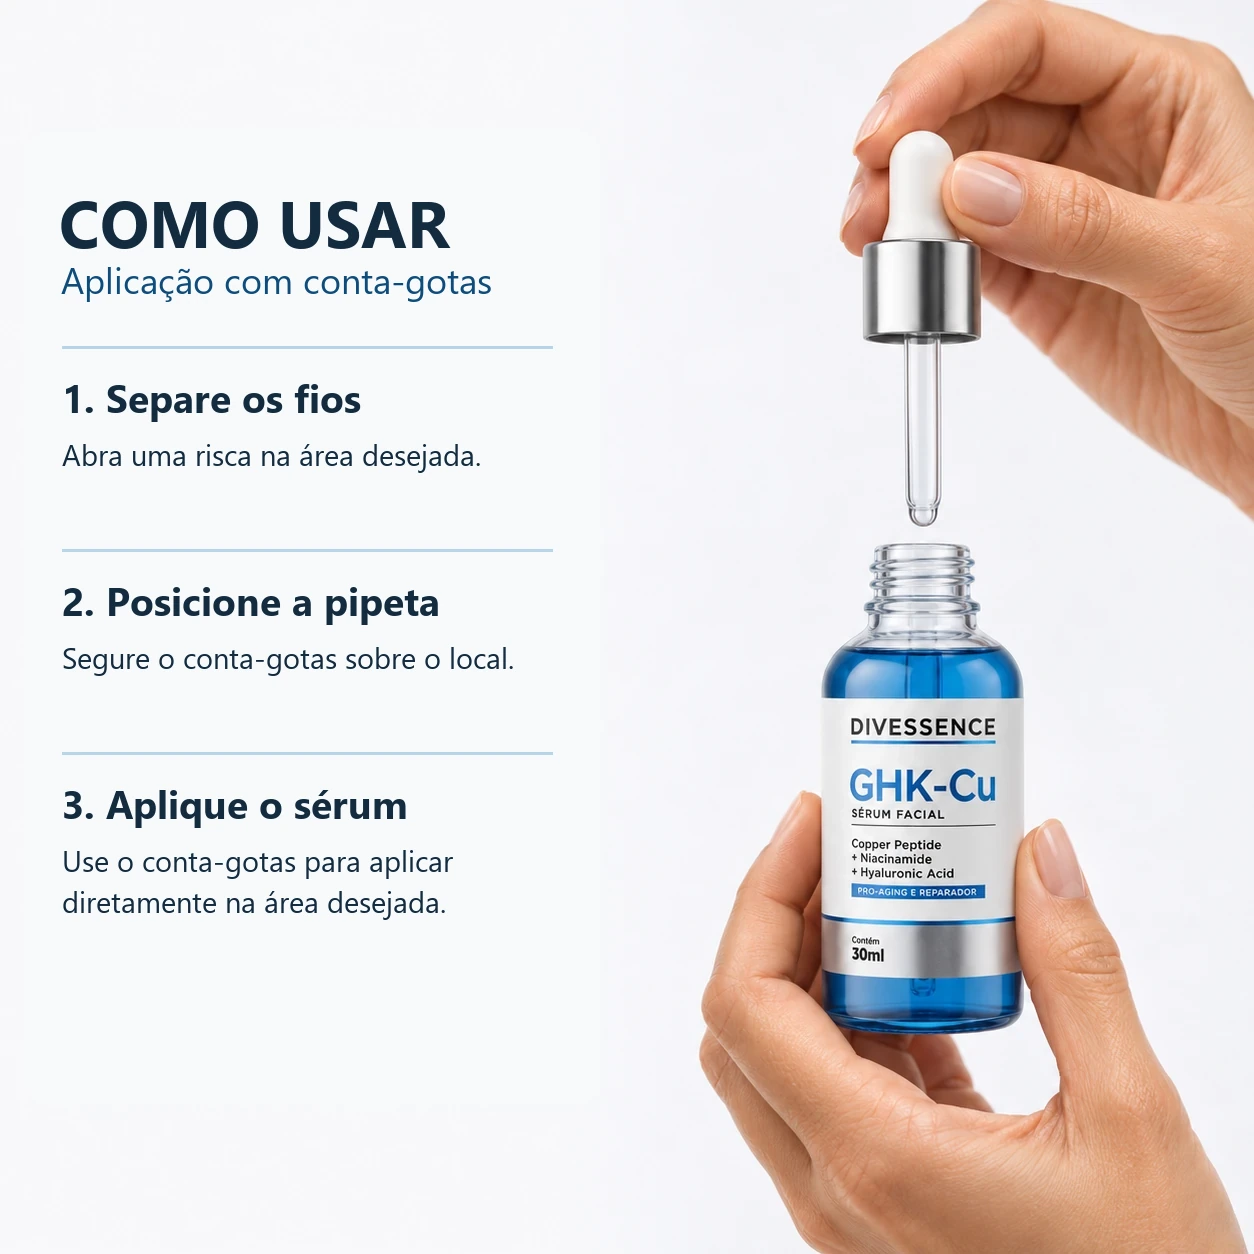 COMO USAR
Aplicação com conta-gotas
1. Separe os fios
Abra uma risca na área desejada.
2. Posicione a pipeta
Segure o conta-gotas sobre o local.
3. Aplique o sérum
Use o conta-gotas para aplicar
diretamente na área desejada.
DIVESSENCE
GHK-Cu
SÉRUM FACIAL
Copper Peptide
+ Niacinamide
+ Hyaluronic Acid
PRO-AGING E REPARADOR
Contém
30ml